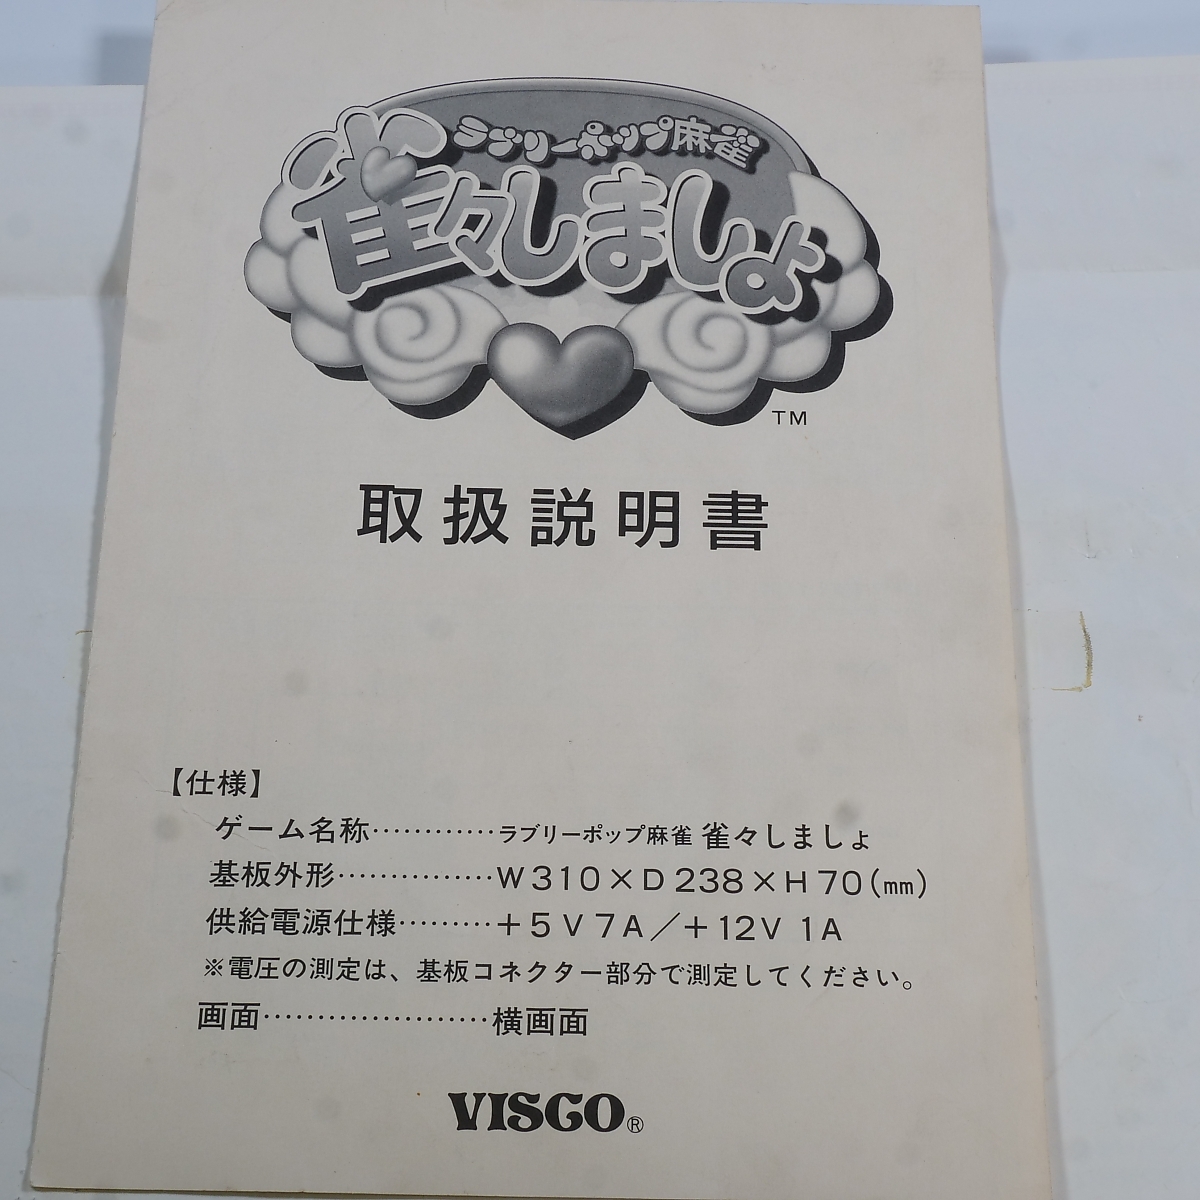 ラブリーポップ麻雀
雀々しましょ
TM
取扱説明書
【仕様】
ゲーム名称…………ラブリーポップ麻雀 雀々しましょ
基板外形……………W310×D238×H70(㎜)
供給電源仕様………+5V7A／+12V 1A
※電圧の測定は、基板コネクター部分で測定してください。
画面…………………横画面
VISCO®